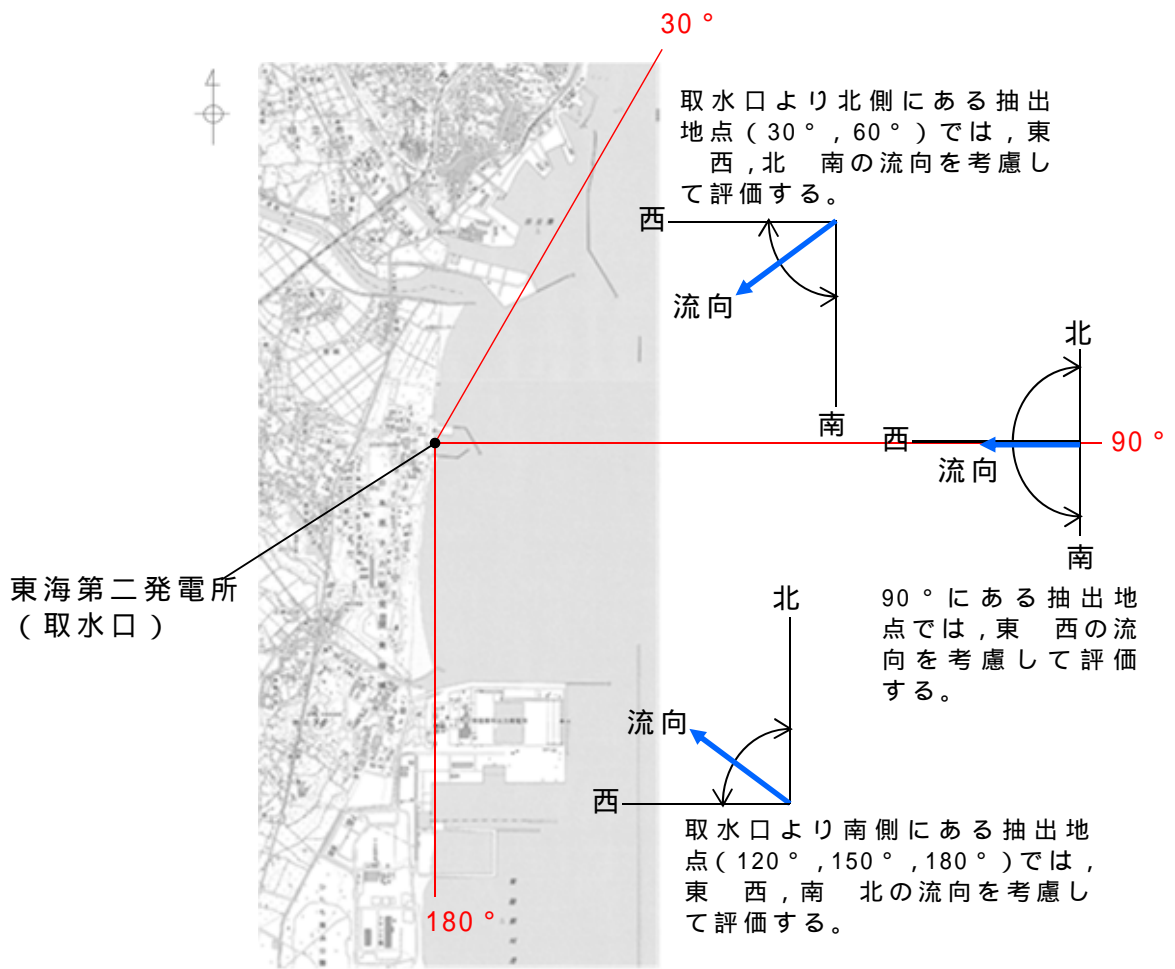 30°
4
取水口より北側にある抽出
地点(30°,60°)では,東
西,北 南の流向を考慮し
て評価する。
西
流向
南
北
西
90°
流向
南
東海第二発電所
(取水口)
90°にある抽出地
点では,東 西の流
向を考慮して評価
する。
北
流向
西
取水口より南側にある抽出地
点(120°,150°,180°)では,
東 西,南 北の流向を考慮し
て評価する。
180°